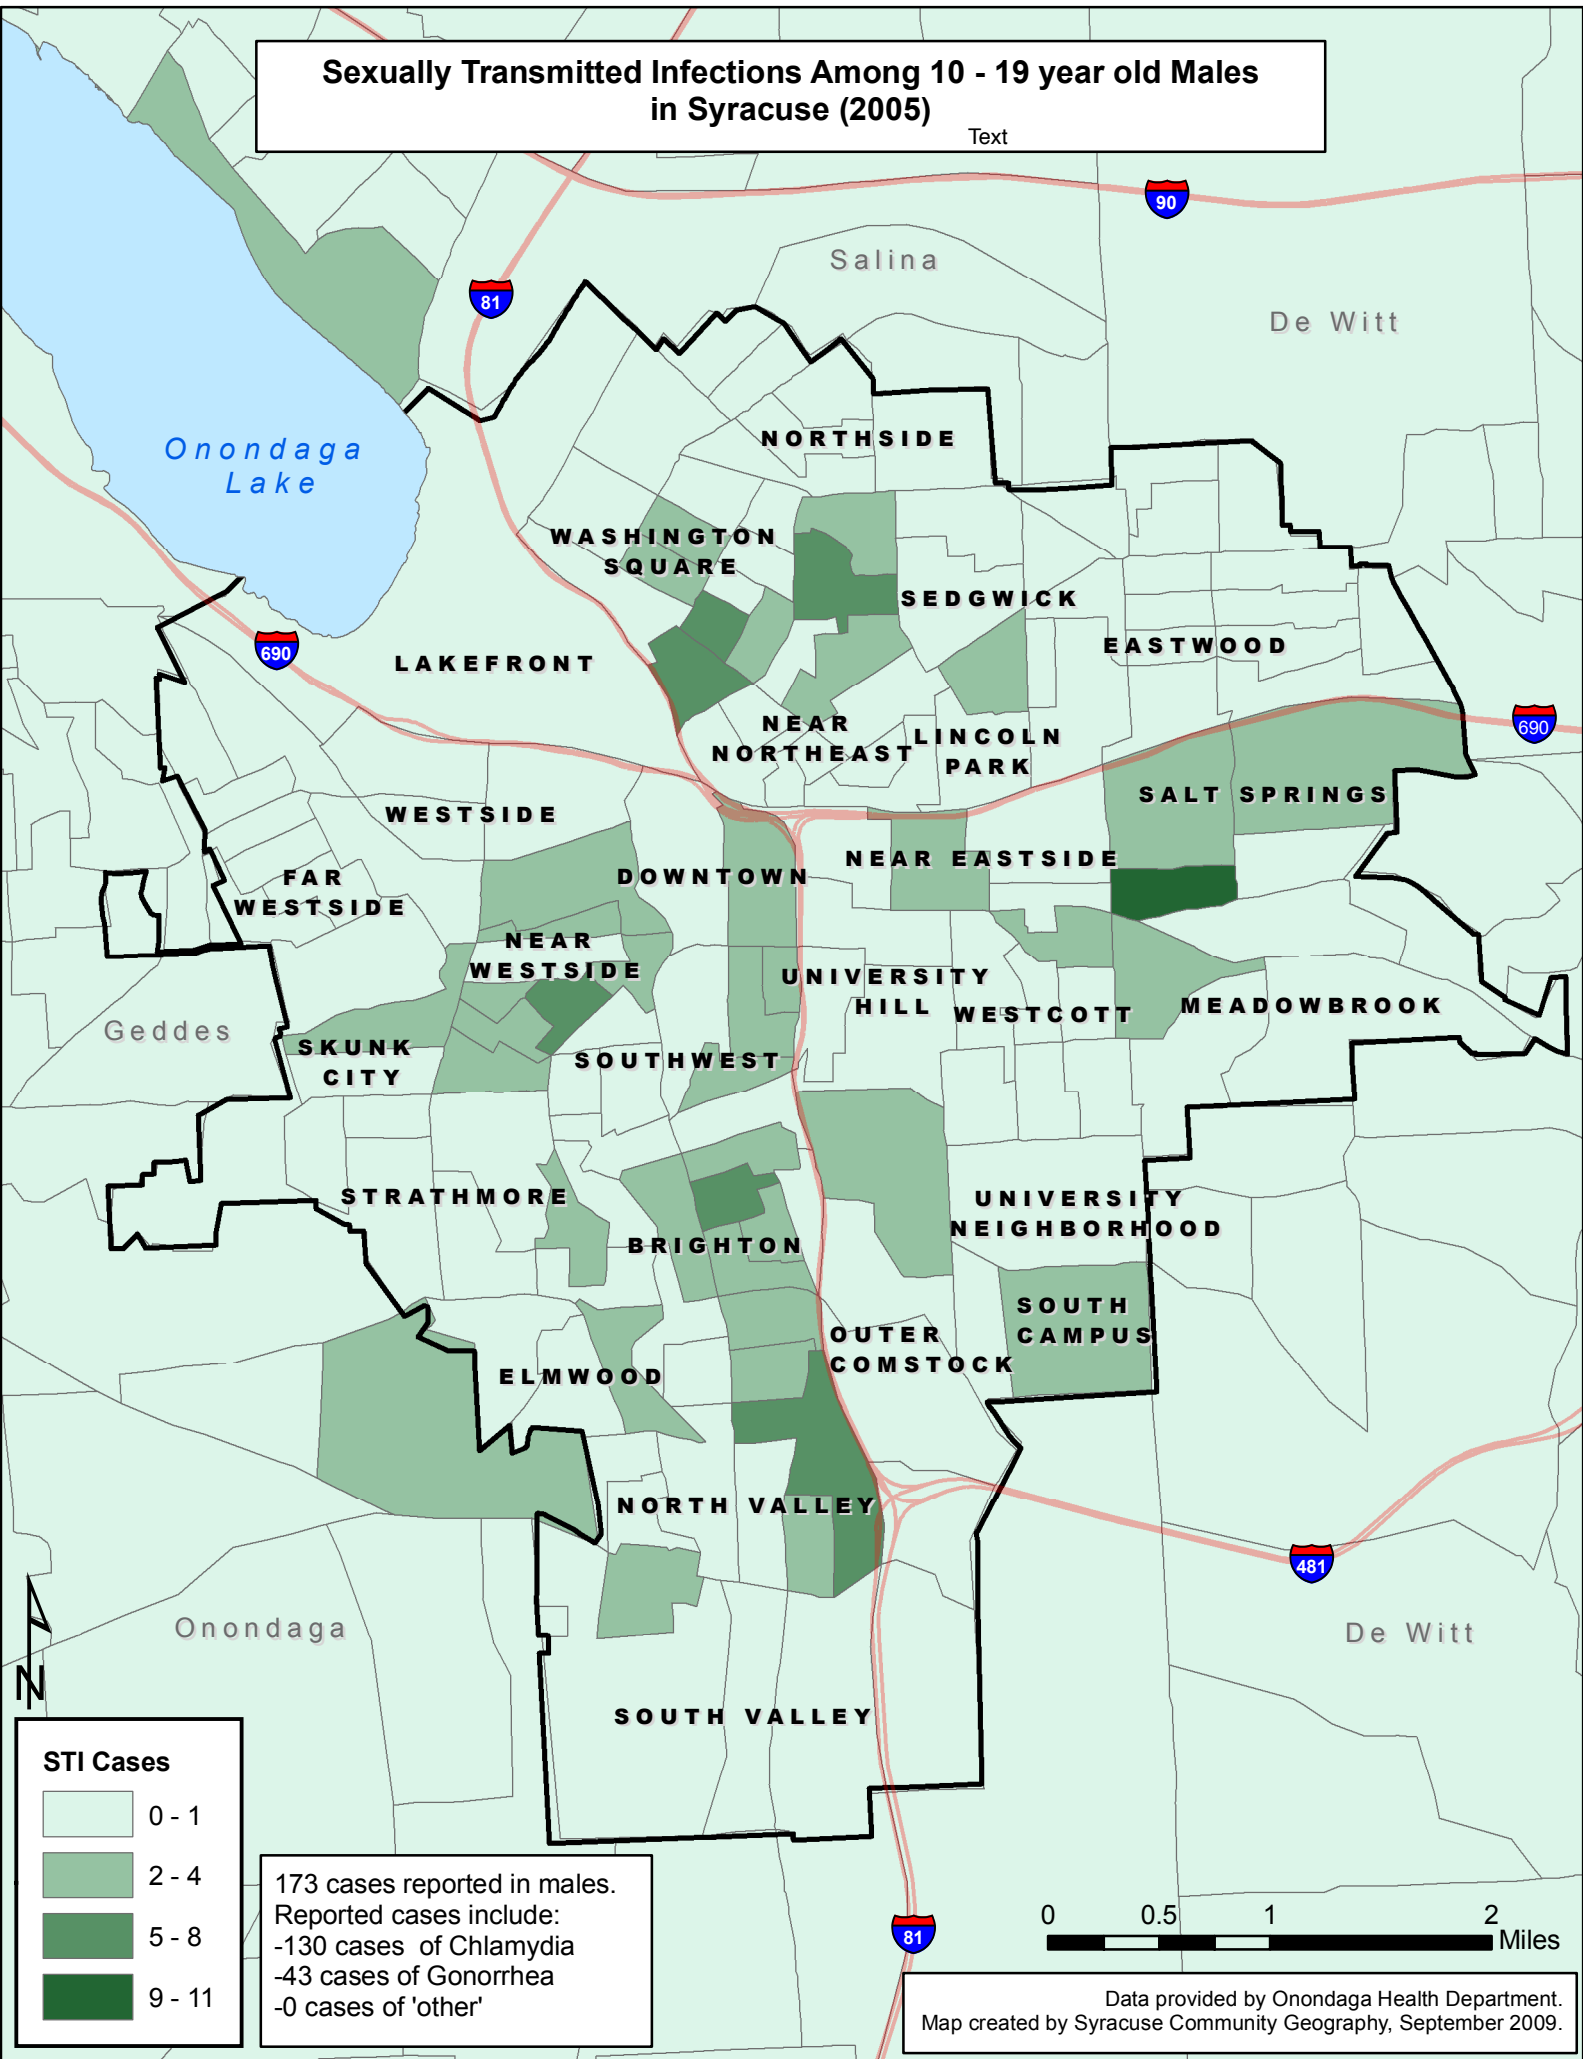 Sexually Transmitted Infections Among 10 - 19 year old Males
in Syracuse (2005)
Text
90
Salina
81
De Witt
NORTHSIDE
Onondaga
Lake
WASHINGTON
SQUARE
SEDGWICK
EASTWOOD
690
LAKEFRONT
NEAR
NORTHEAST
LINCOLN
PARK
690
SALT SPRINGS
WESTSIDE
NEAR EASTSIDE
DOWNTOWN
FAR
WESTSIDE
NEAR
WESTSIDE
UNIVERSITY
HILL
WESTCOTT
MEADOWBROOK
Geddes
SKUNK
CITY
SOUTHWEST
STRATHMORE
UNIVERSITY
NEIGHBORHOOD
BRIGHTON
SOUTH
CAMPUS
OUTER
COMSTOCK
ELMWOOD
NORTH VALLEY
481
Onondaga
De Witt
N
SOUTH VALLEY
STI Cases
0 - 1
2 - 4
5 - 8
9 - 11
173 cases reported in males.
Reported cases include:
-130 cases of Chlamydia
-43 cases of Gonorrhea
-0 cases of 'other'
81
0 0.5 1 2
Miles
Data provided by Onondaga Health Department.
Map created by Syracuse Community Geography, September 2009.